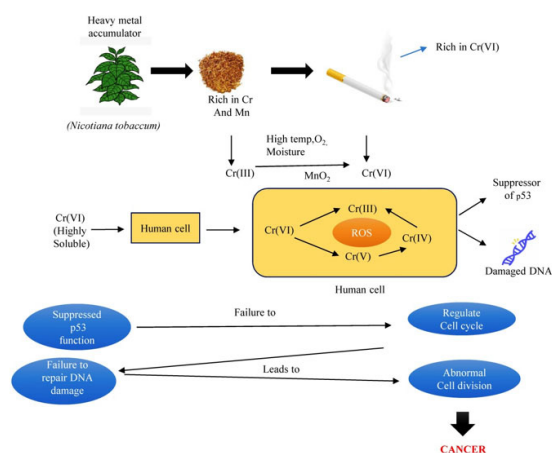 Heavy metal
accumulator
(Nicotiana tobaccum)
Rich in Cr
And Mn
Rich in Cr(VI)
High temp,O2,
Moisture
Cr(III)
MnO2
Cr(VI)
Cr(VI)
(Highly
Soluble)
Human cell
Cr(III)
Cr(VI)
ROS
Cr(IV)
Cr(V)
Human cell
Suppressor
of p53
Damaged DNA
Suppressed
p53
function
Failure to
Regulate
Cell cycle
Failure to
repair DNA
damage
Leads to
Abnormal
Cell division
CANCER